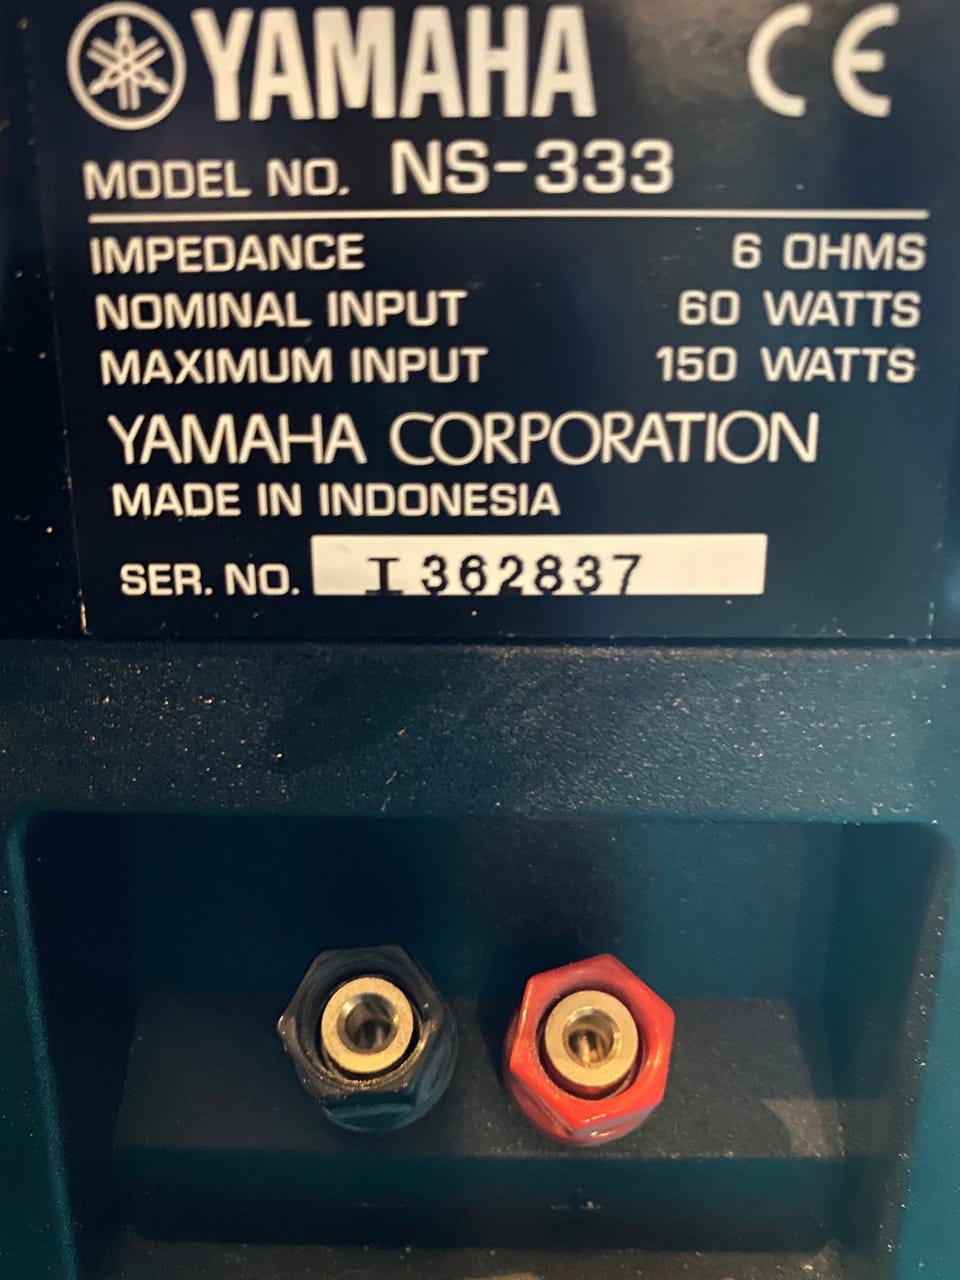 YAMAHA CE
MODEL NO. NS-333
IMPEDANCE 6 OHMS
NOMINAL INPUT 60 WATTS
MAXIMUM INPUT 150 WATTS
YAMAHA CORPORATION
MADE IN INDONESIA
SER. NO. I 362837